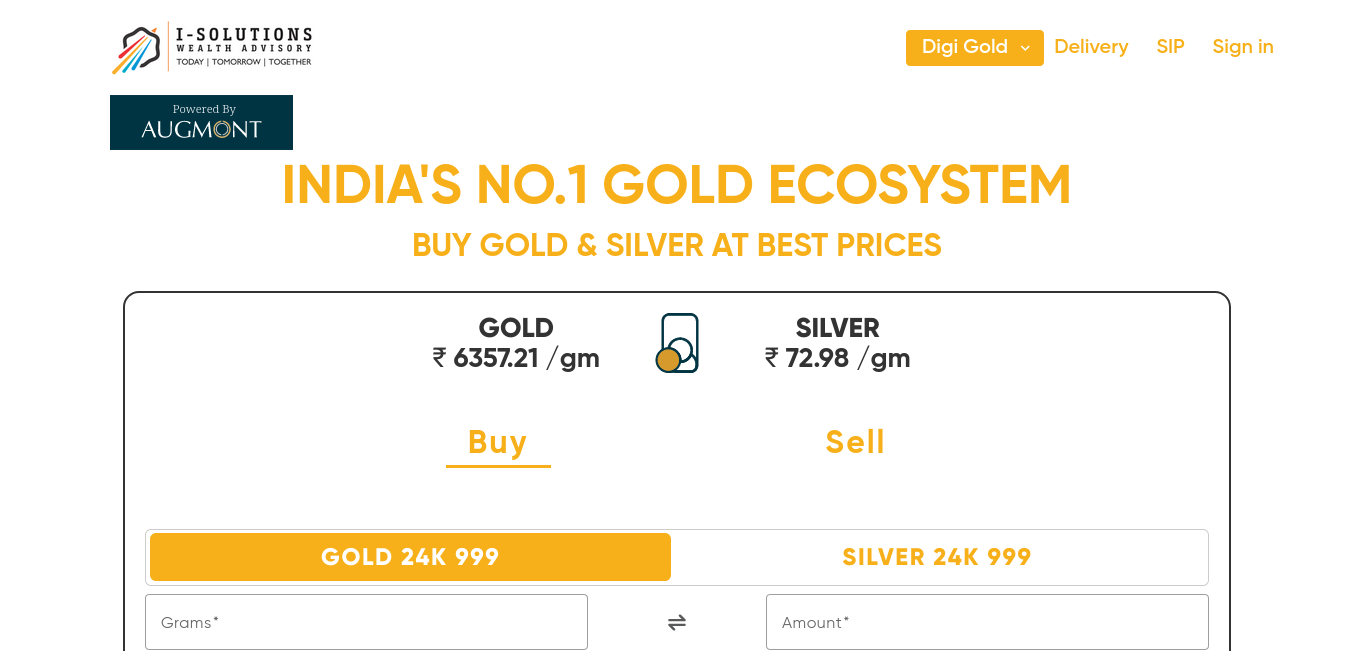 I-SOLUTIONS
WEALTH ADVISORY
TODAY | TOMORROW | TOGETHER
Digi Gold
Delivery
SIP
Sign in
Powered By
AUGMONT
INDIA'S NO.1 GOLD ECOSYSTEM
BUY GOLD & SILVER AT BEST PRICES
GOLD
₹ 6357.21 /gm
SILVER
₹ 72.98 /gm
Buy
Sell
GOLD 24K 999
SILVER 24K 999
Grams*
Amount*